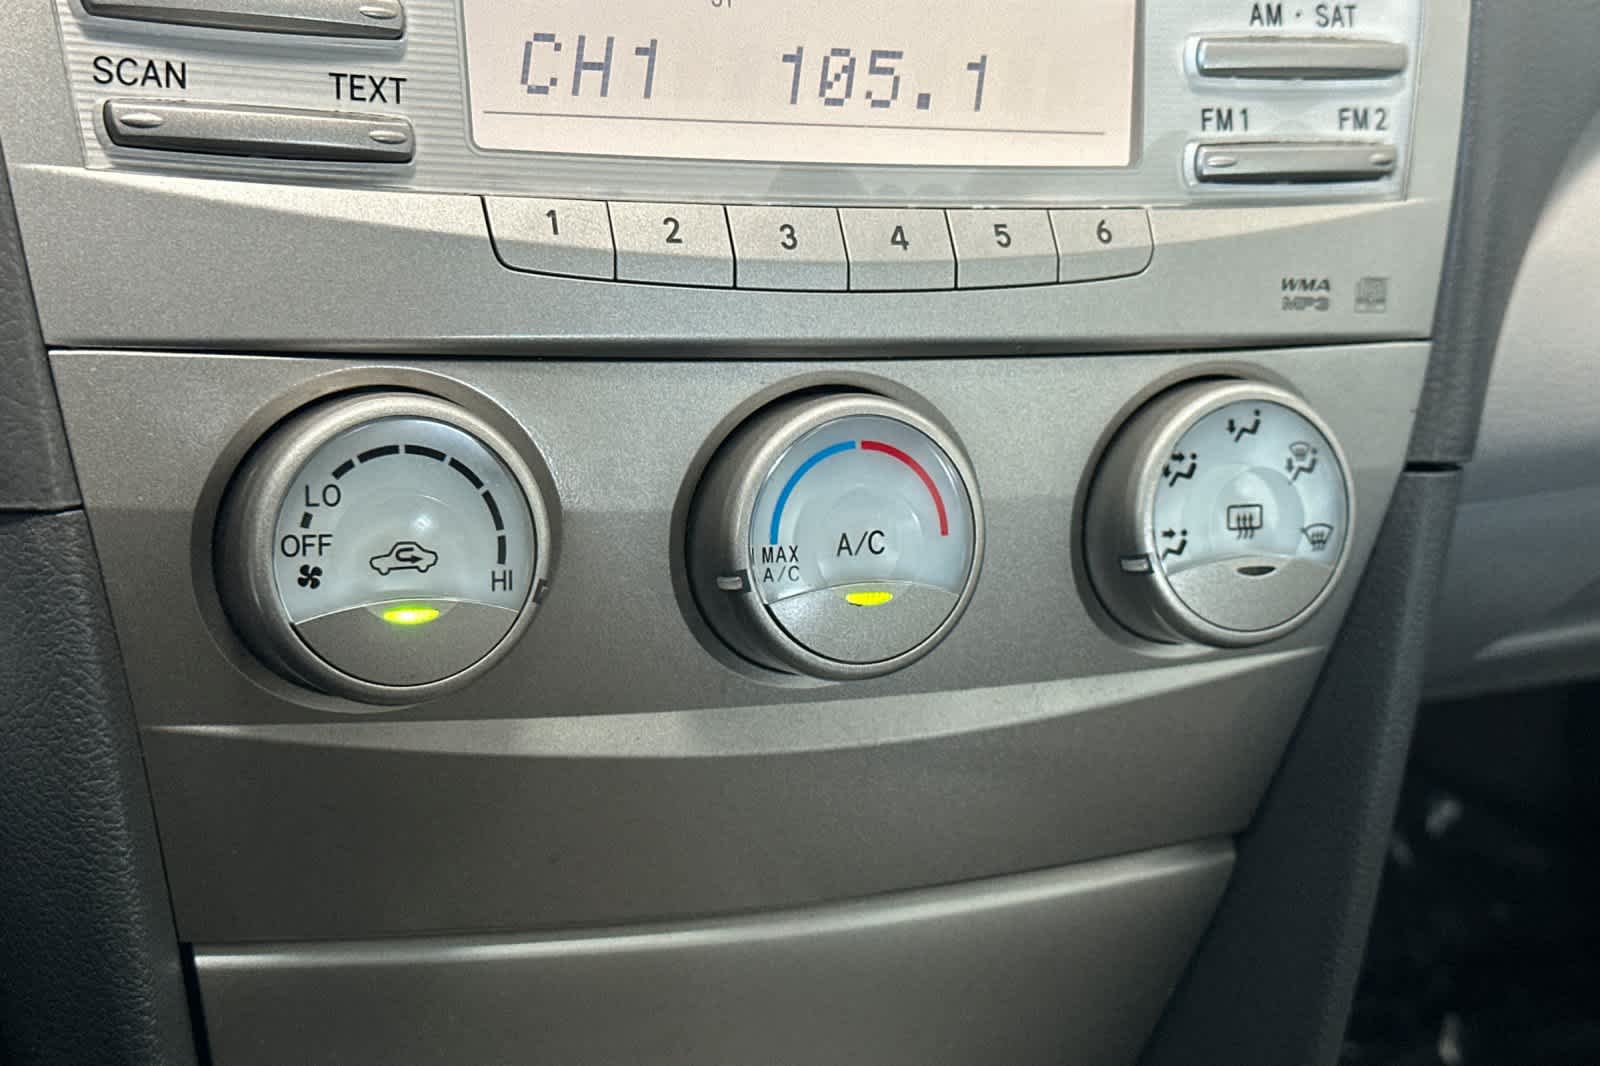 AM · SAT
CH1 105.1
SCAN TEXT
FM1 FM2
1 2 3 4 5 6
WMA
MP3
LO
OFF
HI
MAX
A/C
A/C